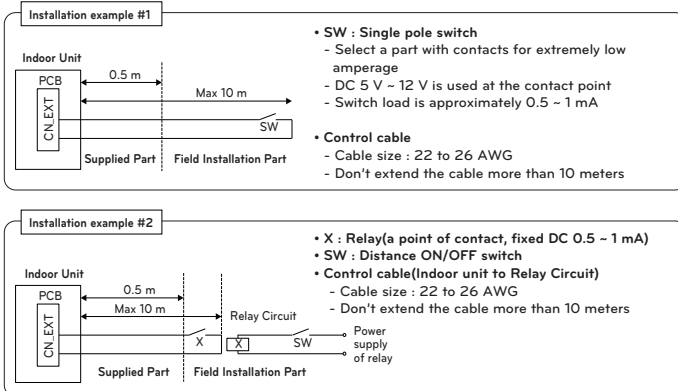 Installation example #1
Indoor Unit
PCB
CN_EXT
0.5 m
Max 10 m
SW
Supplied Part
Field Installation Part
• SW : Single pole switch
- Select a part with contacts for extremely low
amperage
- DC 5 V ~ 12 V is used at the contact point
- Switch load is approximately 0.5 ~ 1 mA
• Control cable
- Cable size : 22 to 26 AWG
- Don't extend the cable more than 10 meters
Installation example #2
Indoor Unit
PCB
CN_EXT
0.5 m
Max 10 m
X
Relay Circuit
X
SW
Power
supply
of relay
Supplied Part
Field Installation Part
• X : Relay(a point of contact, fixed DC 0.5 ~ 1 mA)
• SW : Distance ON/OFF switch
• Control cable(Indoor unit to Relay Circuit)
- Cable size : 22 to 26 AWG
- Don't extend the cable more than 10 meters